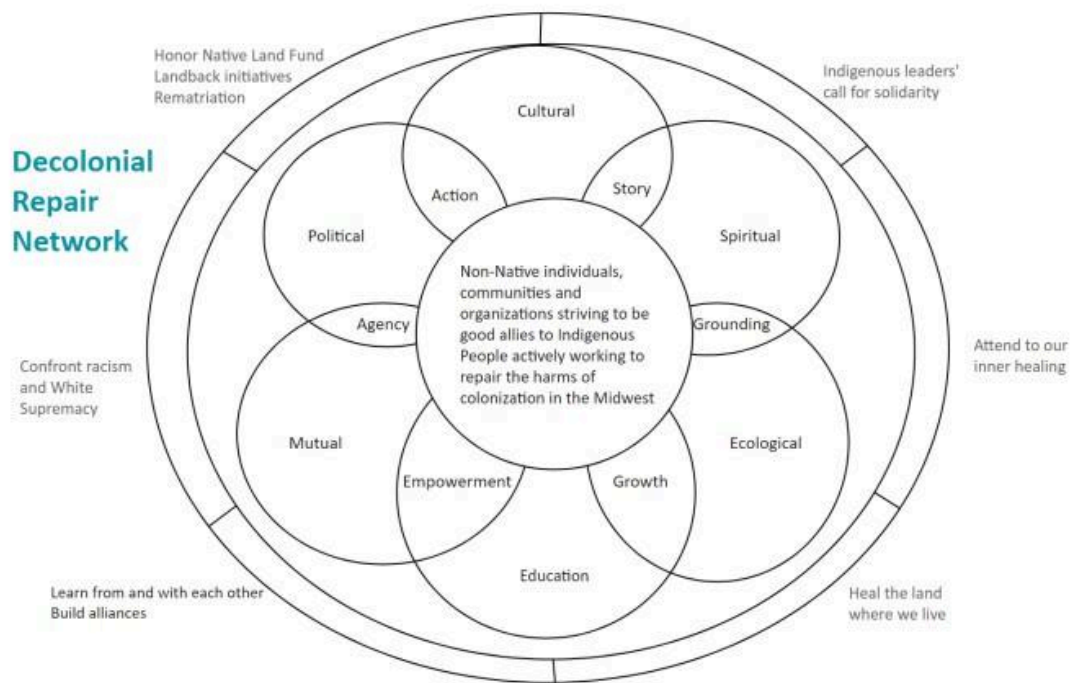 Honor Native Land Fund
Landback initiatives
Rematriation
Indigenous leaders'
call for solidarity
Decolonial
Repair
Network
Cultural
Action
Story
Political
Spiritual
Non-Native individuals,
communities and
organizations striving to be
good allies to Indigenous
People actively working to
repair the harms of
colonization in the Midwest
Agency
Grounding
Confront racism
and White
Supremacy
Attend to our
inner healing
Mutual
Ecological
Empowerment
Growth
Education
Learn from and with each other
Build alliances
Heal the land
where we live